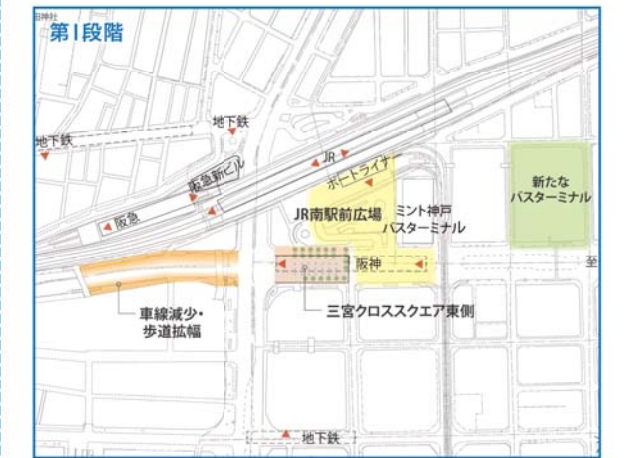 田神社
第1段階
地下鉄
地下鉄
JR
阪急新ビル
ポートライナー
阪急
JR南駅前広場
ミント神戸
バスターミナル
新たな
バスターミナル
阪神
至
車線減少・
歩道拡幅
三宮クロススクエア東側
地下鉄